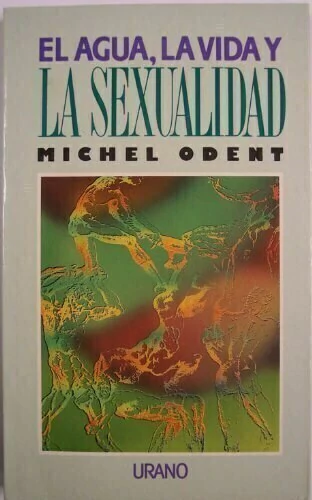 EL AGUA, LA VIDA Y
LA SEXUALIDAD
MICHEL ODENT
URANO